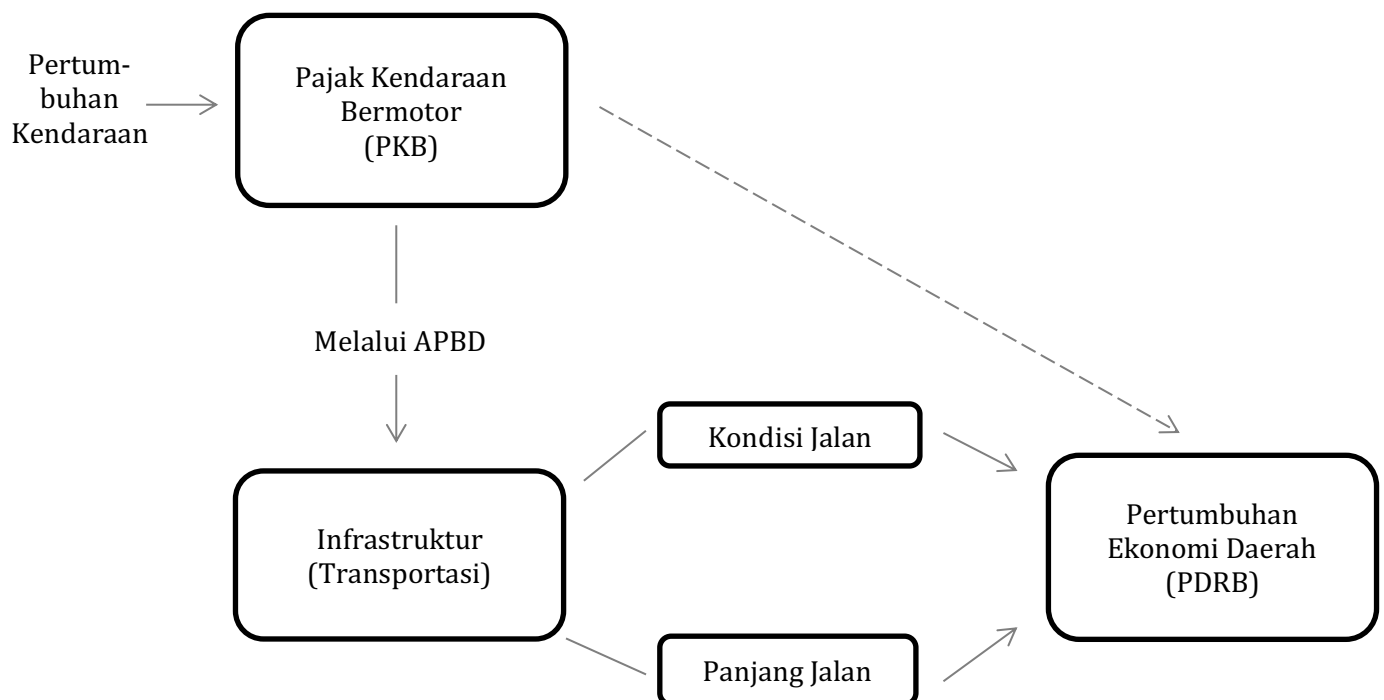 Pertum-
buhan
Kendaraan
Pajak Kendaraan
Bermotor
(PKB)
Melalui APBD
Kondisi Jalan
Infrastruktur
(Transportasi)
Pertumbuhan
Ekonomi Daerah
(PDRB)
Panjang Jalan